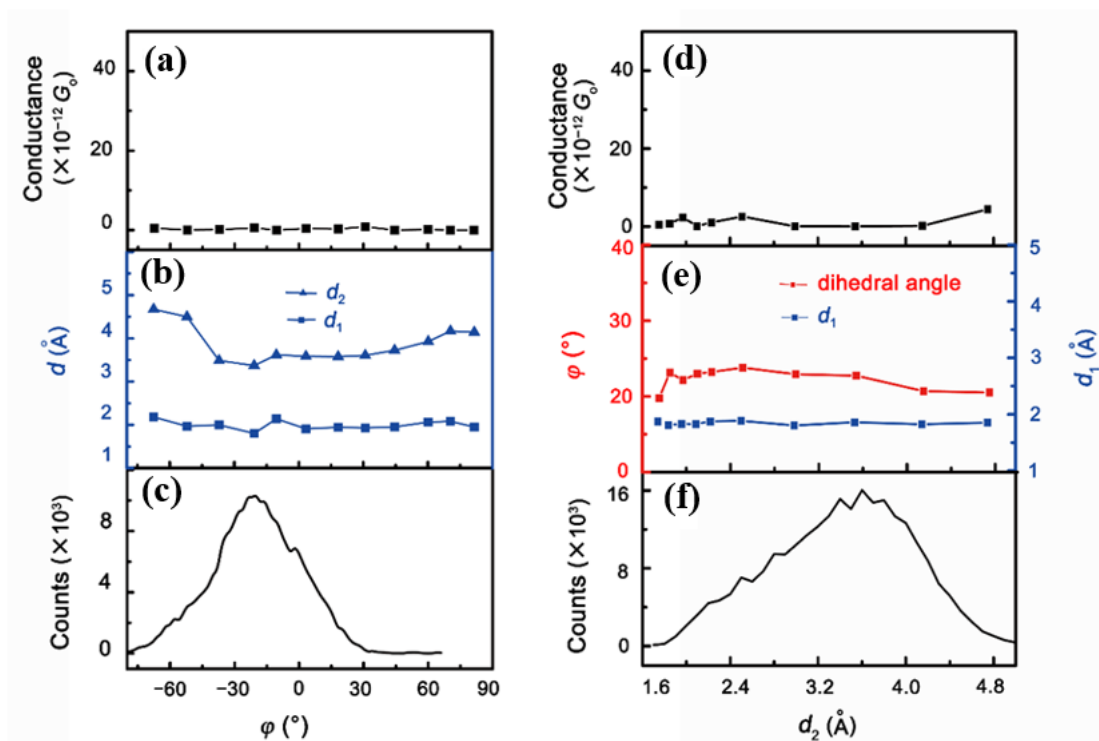 (a)
Conductance
(×10⁻¹² Gₒ)
40
20
0
(b)
d₂
d₁
5
4
3
2
1
d (Å)
(c)
Counts (×10³)
8
4
0
−60
−30
0
30
60
90
φ (°)
(d)
Conductance
(×10⁻¹² Gₒ)
40
20
0
(e)
dihedral angle
d₁
40
30
20
10
0
φ (°)
5
4
3
2
1
d₁ (Å)
(f)
Counts (×10³)
16
8
0
1.6
2.4
3.2
4.0
4.8
d₂ (Å)